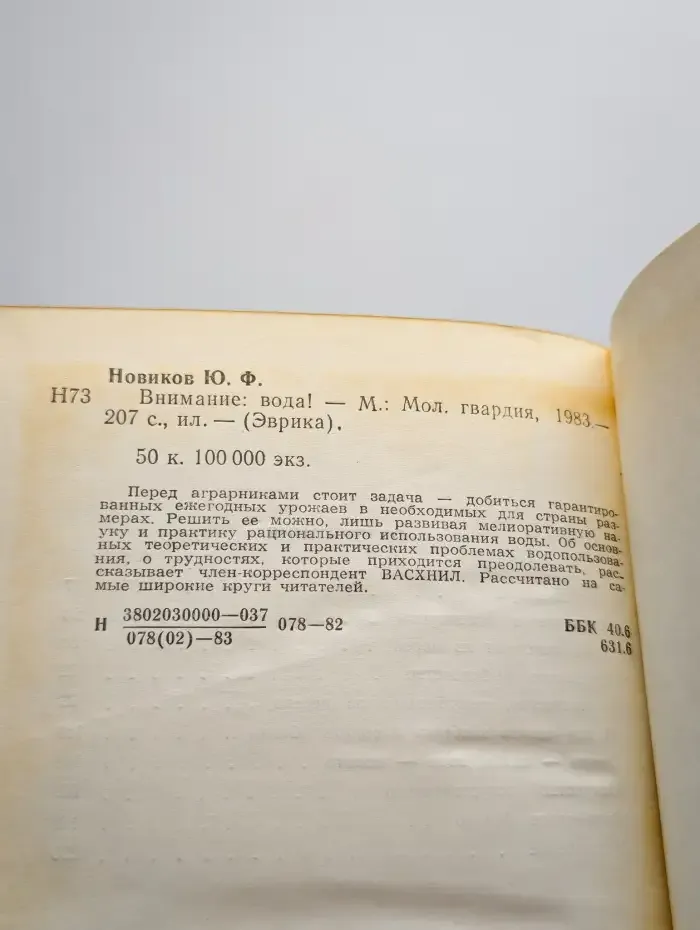 Новиков Ю. Ф.
Н73 Внимание: вода! — М.: Мол. гвардия, 1983.—
207 с., ил. — (Эврика).
50 к. 100 000 экз.
Перед аграрниками стоит задача — добиться гарантиро-
ванных ежегодных урожаев в необходимых для страны раз-
мерах. Решить ее можно, лишь развивая мелиоративную на-
уку и практику рационального использования воды. Об основ-
ных теоретических и практических проблемах водопользова-
ния, о трудностях, которые приходится преодолевать, рас-
сказывает член-корреспондент ВАСХНИЛ. Рассчитано на са-
мые широкие круги читателей.
Н 3802030000—037 078—82 ББК 40.6
078(02)—83 631.6